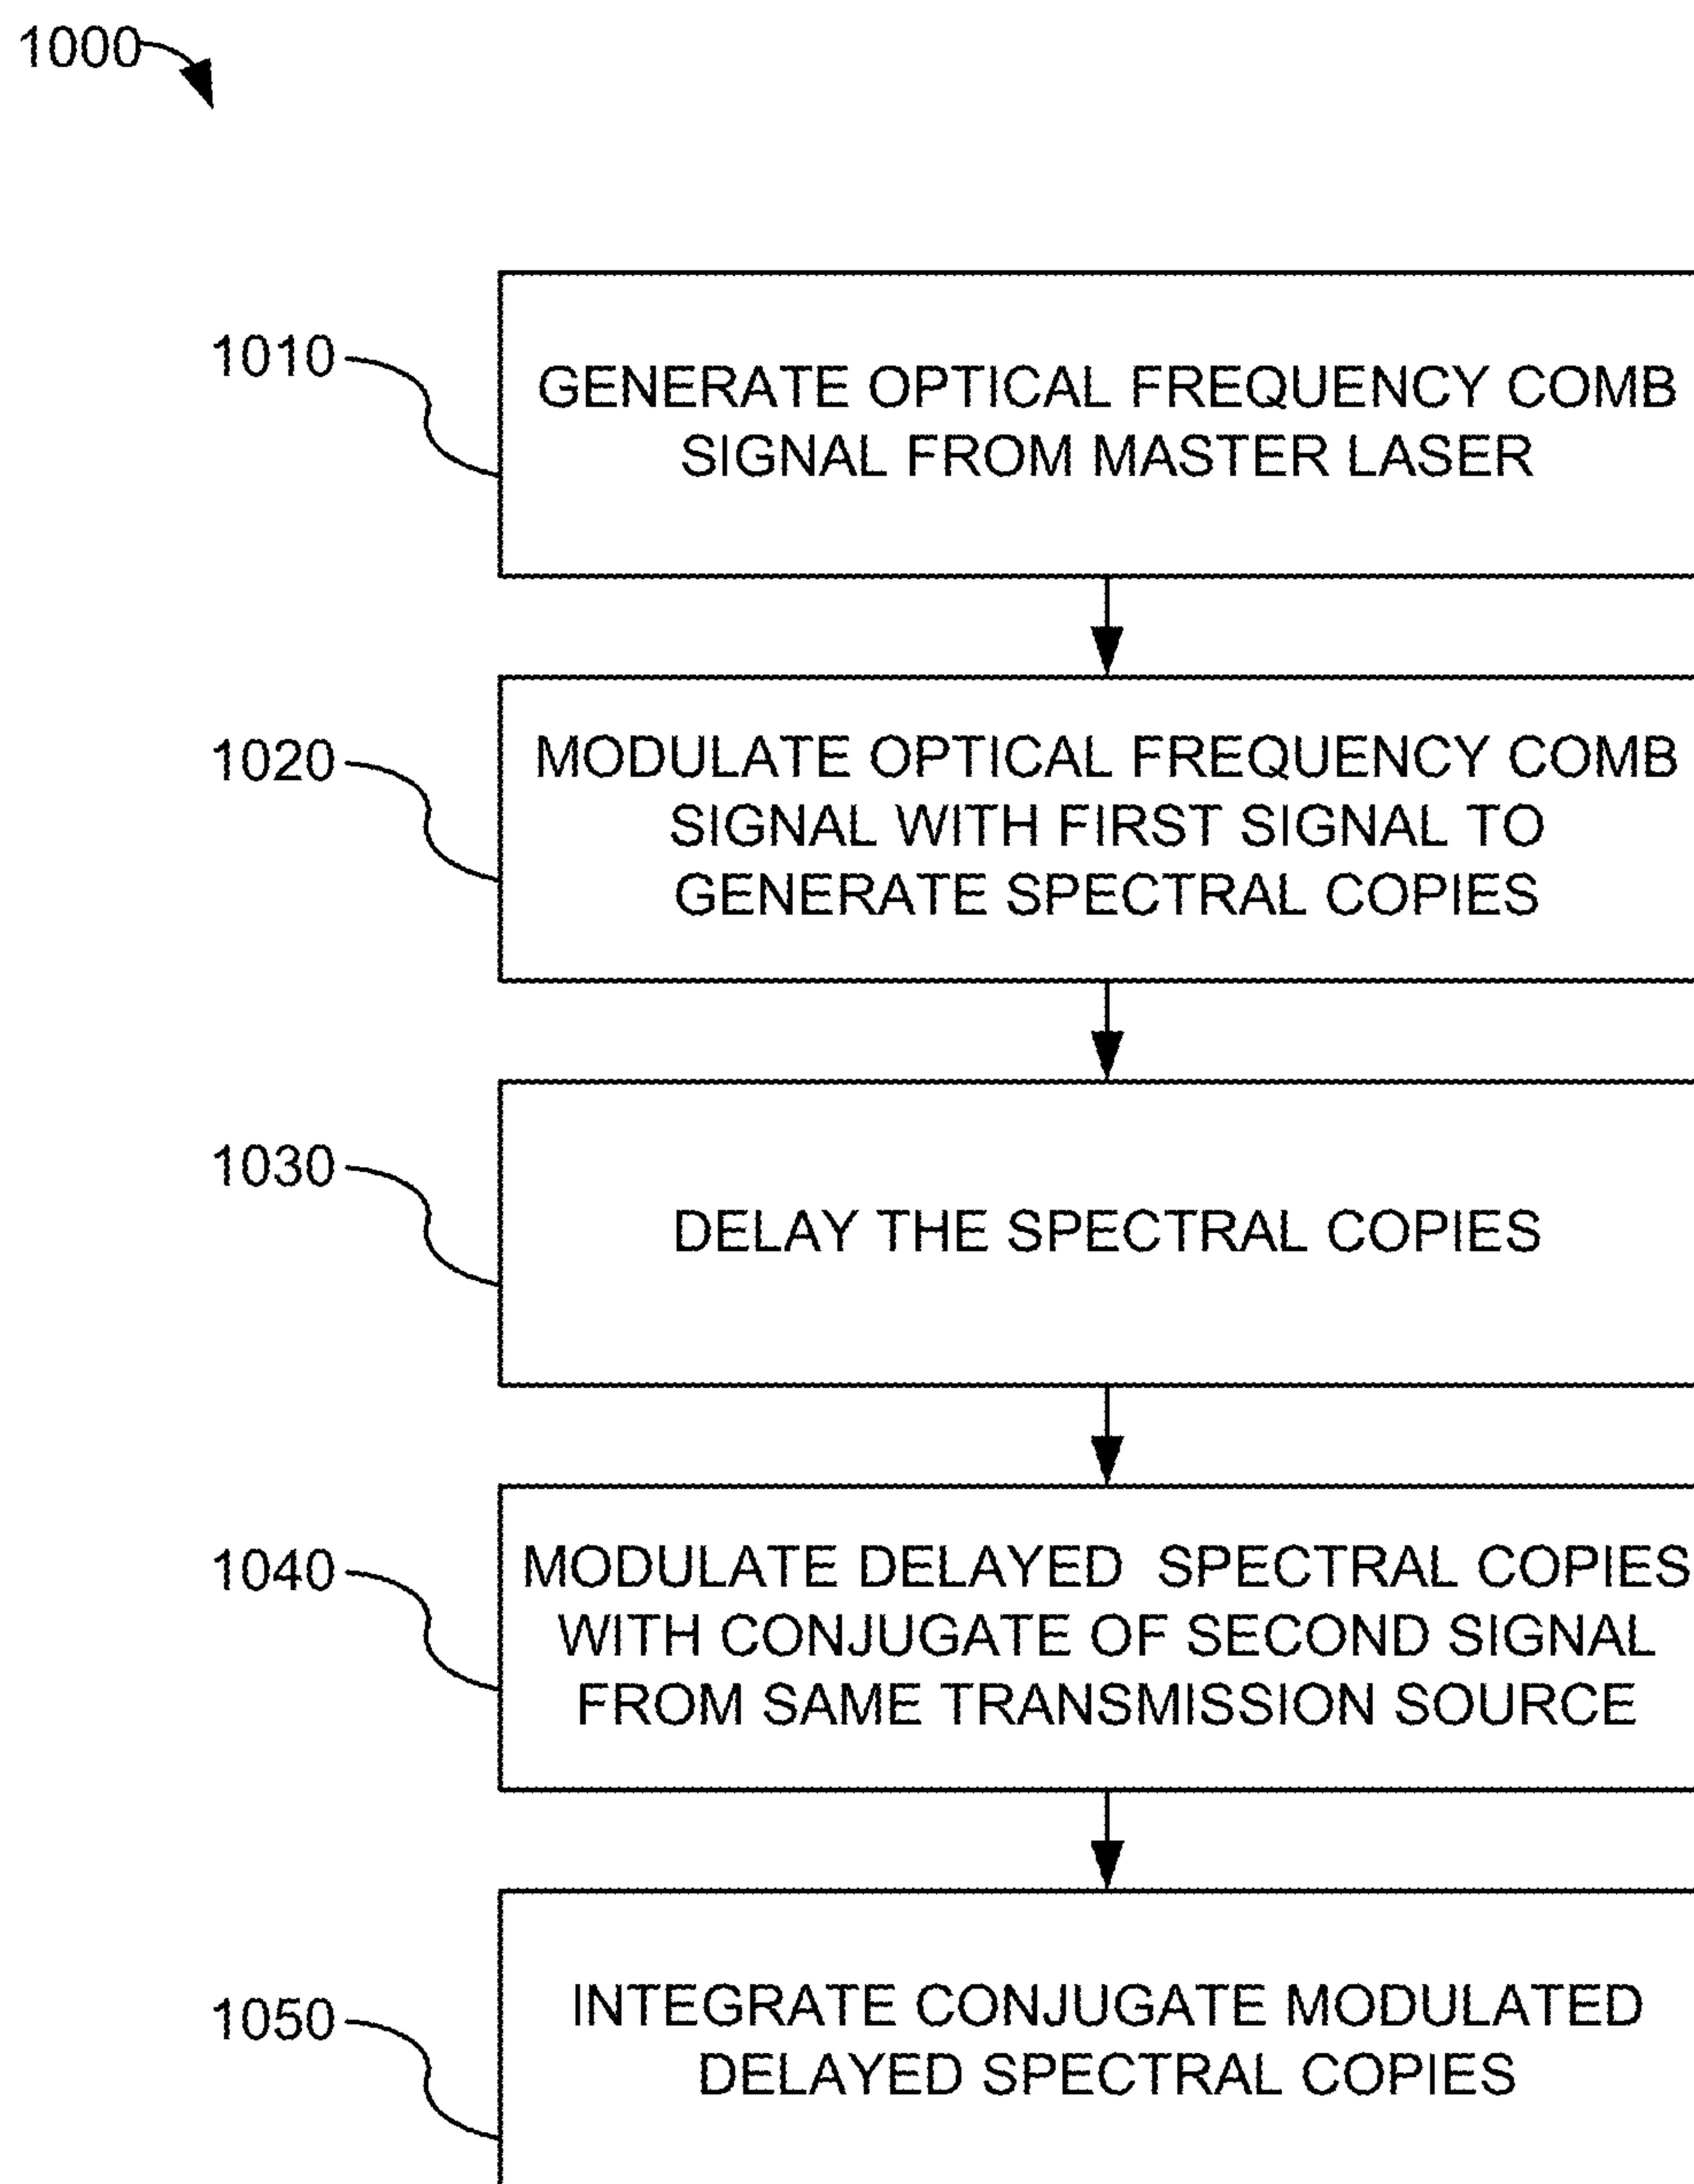 1000
1010
GENERATE OPTICAL FREQUENCY COMB
SIGNAL FROM MASTER LASER
1020
MODULATE OPTICAL FREQUENCY COMB
SIGNAL WITH FIRST SIGNAL TO
GENERATE SPECTRAL COPIES
1030
DELAY THE SPECTRAL COPIES
1040
MODULATE DELAYED SPECTRAL COPIES
WITH CONJUGATE OF SECOND SIGNAL
FROM SAME TRANSMISSION SOURCE
1050
INTEGRATE CONJUGATE MODULATED
DELAYED SPECTRAL COPIES